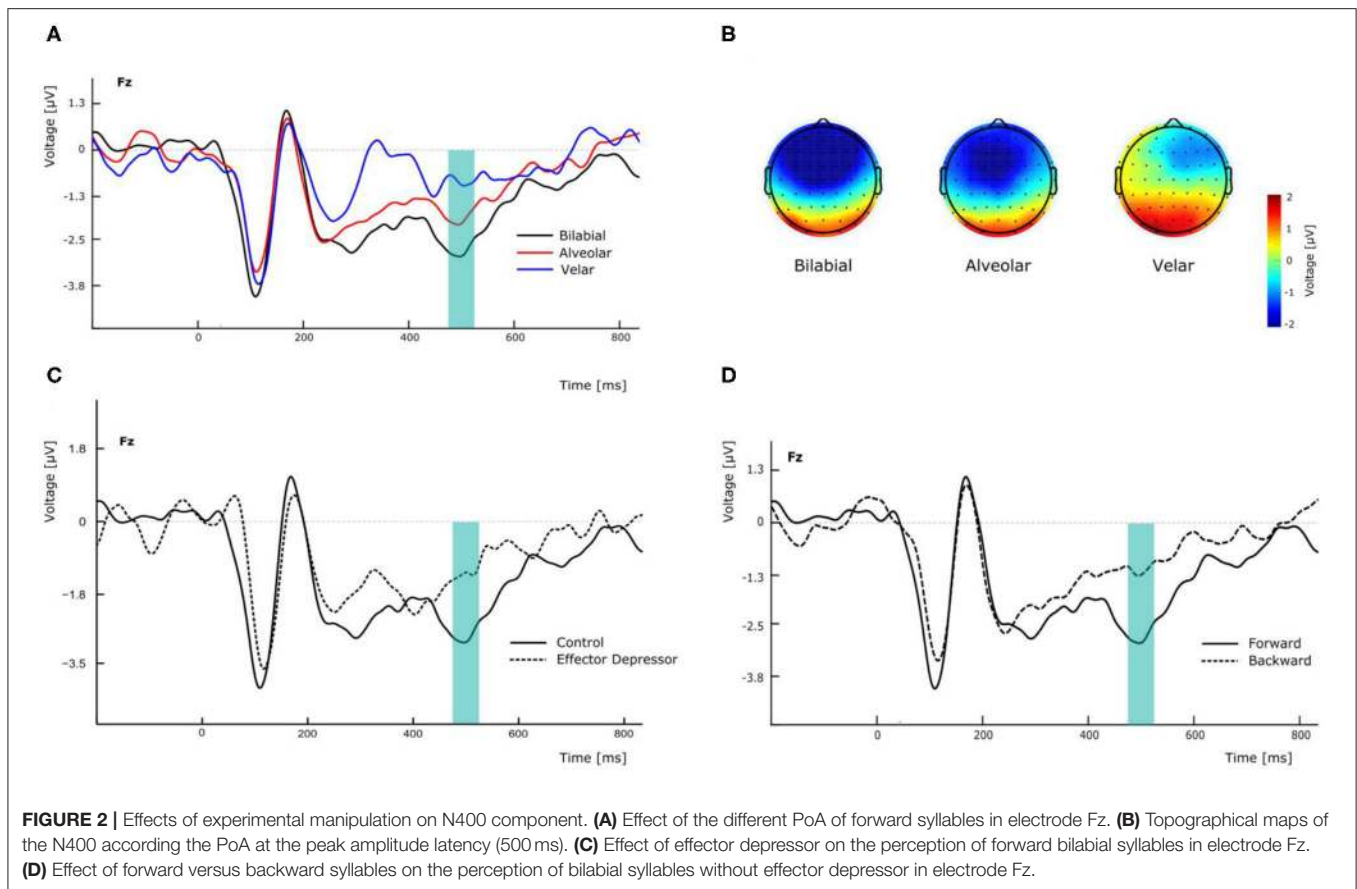 A
Fz
Voltage [µV]
1.3
0
-1.3
-2.5
-3.8
Bilabial
Alveolar
Velar
0
200
400
600
800
Time [ms]
B
Bilabial
Alveolar
Velar
2
1
0
-1
-2
Voltage [µV]
C
Fz
Voltage [µV]
1.8
0
-1.8
-3.5
Control
Effector Depressor
0
200
400
600
800
Time [ms]
D
Fz
Voltage [µV]
1.3
0
-1.3
-2.5
-3.8
Forward
Backward
0
200
400
600
800
Time [ms]
FIGURE 2 | Effects of experimental manipulation on N400 component. (A) Effect of the different PoA of forward syllables in electrode Fz. (B) Topographical maps of
the N400 according the PoA at the peak amplitude latency (500 ms). (C) Effect of effector depressor on the perception of forward bilabial syllables in electrode Fz.
(D) Effect of forward versus backward syllables on the perception of bilabial syllables without effector depressor in electrode Fz.